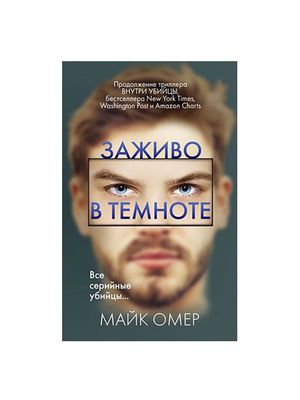 Продолжение триллера
ВНУТРИ УБИЙЦЫ,
бестселлера New York Times,
Washington Post и Amazon Charts
ЗАЖИВО
В ТЕМНОТЕ
Все
серийные
убийцы...
МАЙК ОМЕР